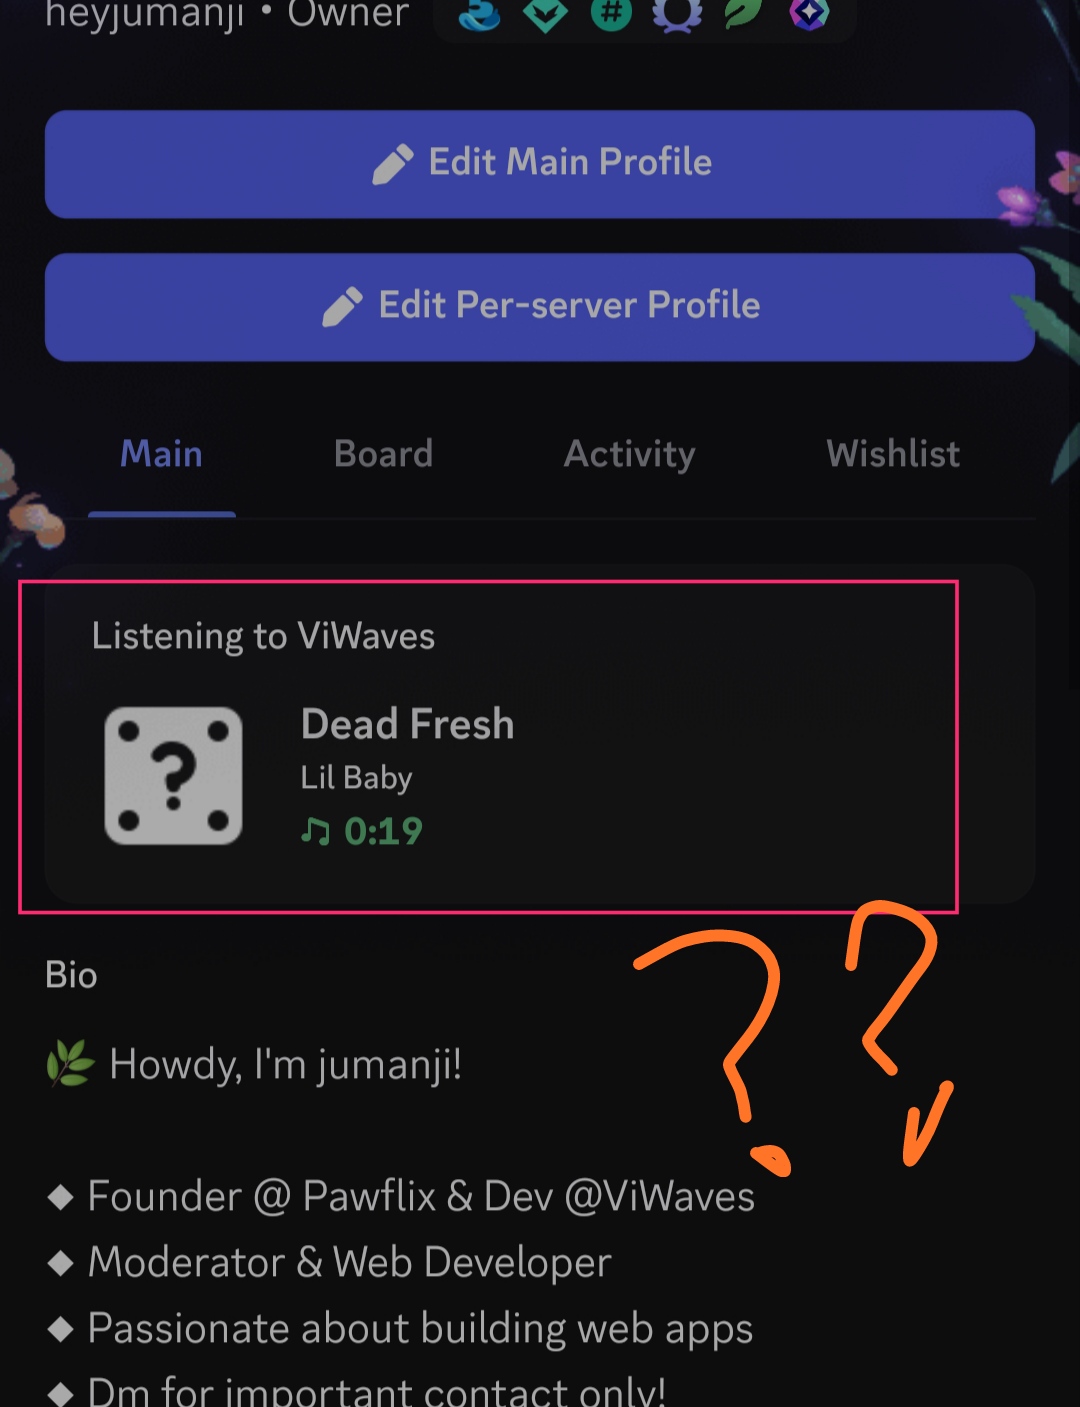 heyjumanji • Owner
#
Edit Main Profile
Edit Per-server Profile
Main Board Activity Wishlist
Listening to ViWaves
?
Dead Fresh
Lil Baby
0:19
??
Bio
🌿 Howdy, I'm jumanji!
◆ Founder @ Pawflix & Dev @ViWaves
◆ Moderator & Web Developer
◆ Passionate about building web apps
◆ Dm for important contact only!